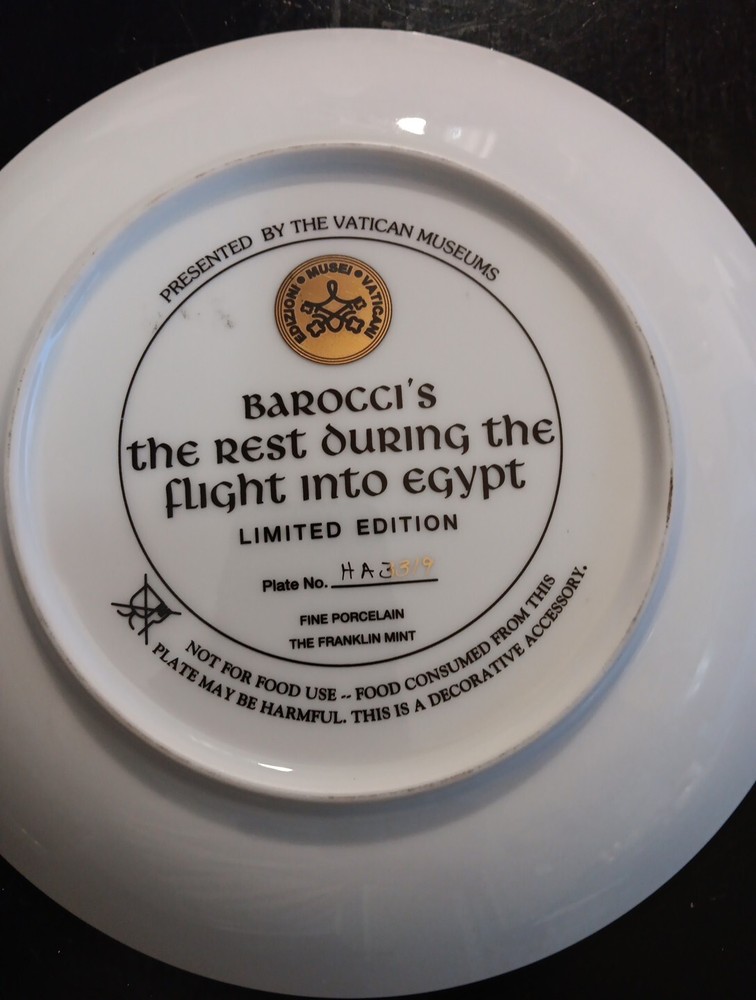 PRESENTED BY THE VATICAN MUSEUMS
EDIZIONI • MUSEI • VATICANI
BAROCCI'S
the REST DURING the
flight into EGYPT
LIMITED EDITION
Plate No. HA3319
FINE PORCELAIN
THE FRANKLIN MINT
NOT FOR FOOD USE -- FOOD CONSUMED FROM THIS
PLATE MAY BE HARMFUL. THIS IS A DECORATIVE ACCESSORY.